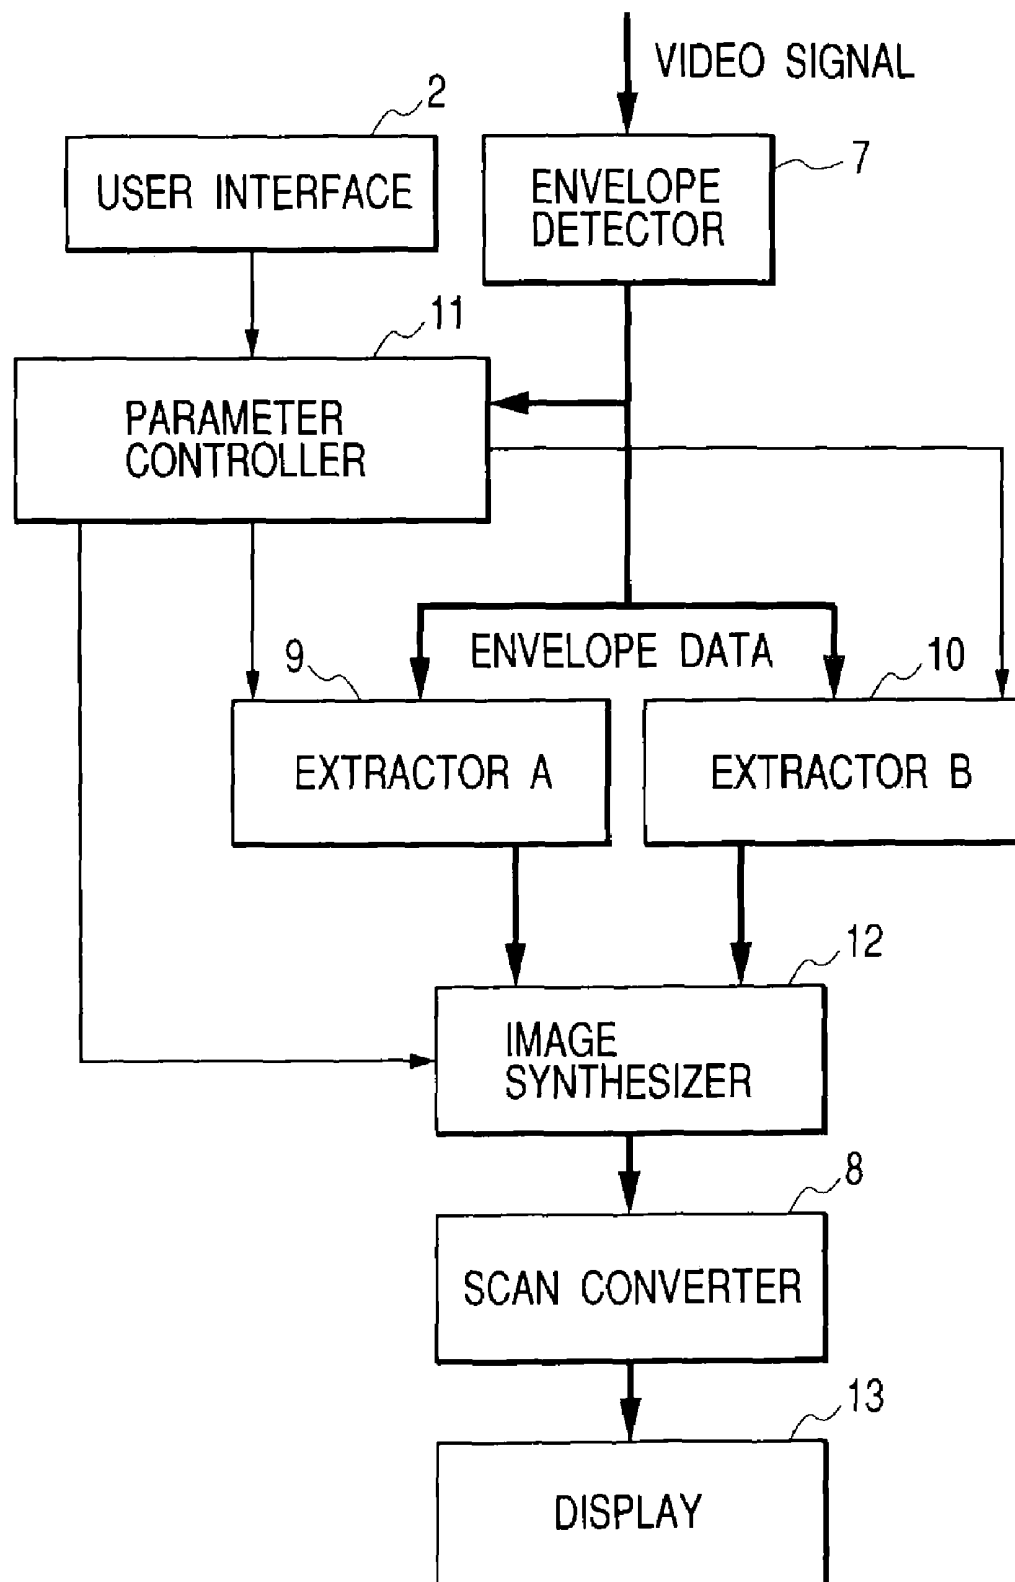 VIDEO SIGNAL
2
USER INTERFACE
7
ENVELOPE
DETECTOR
11
PARAMETER
CONTROLLER
ENVELOPE DATA
9
10
EXTRACTOR A
EXTRACTOR B
12
IMAGE
SYNTHESIZER
8
SCAN CONVERTER
13
DISPLAY